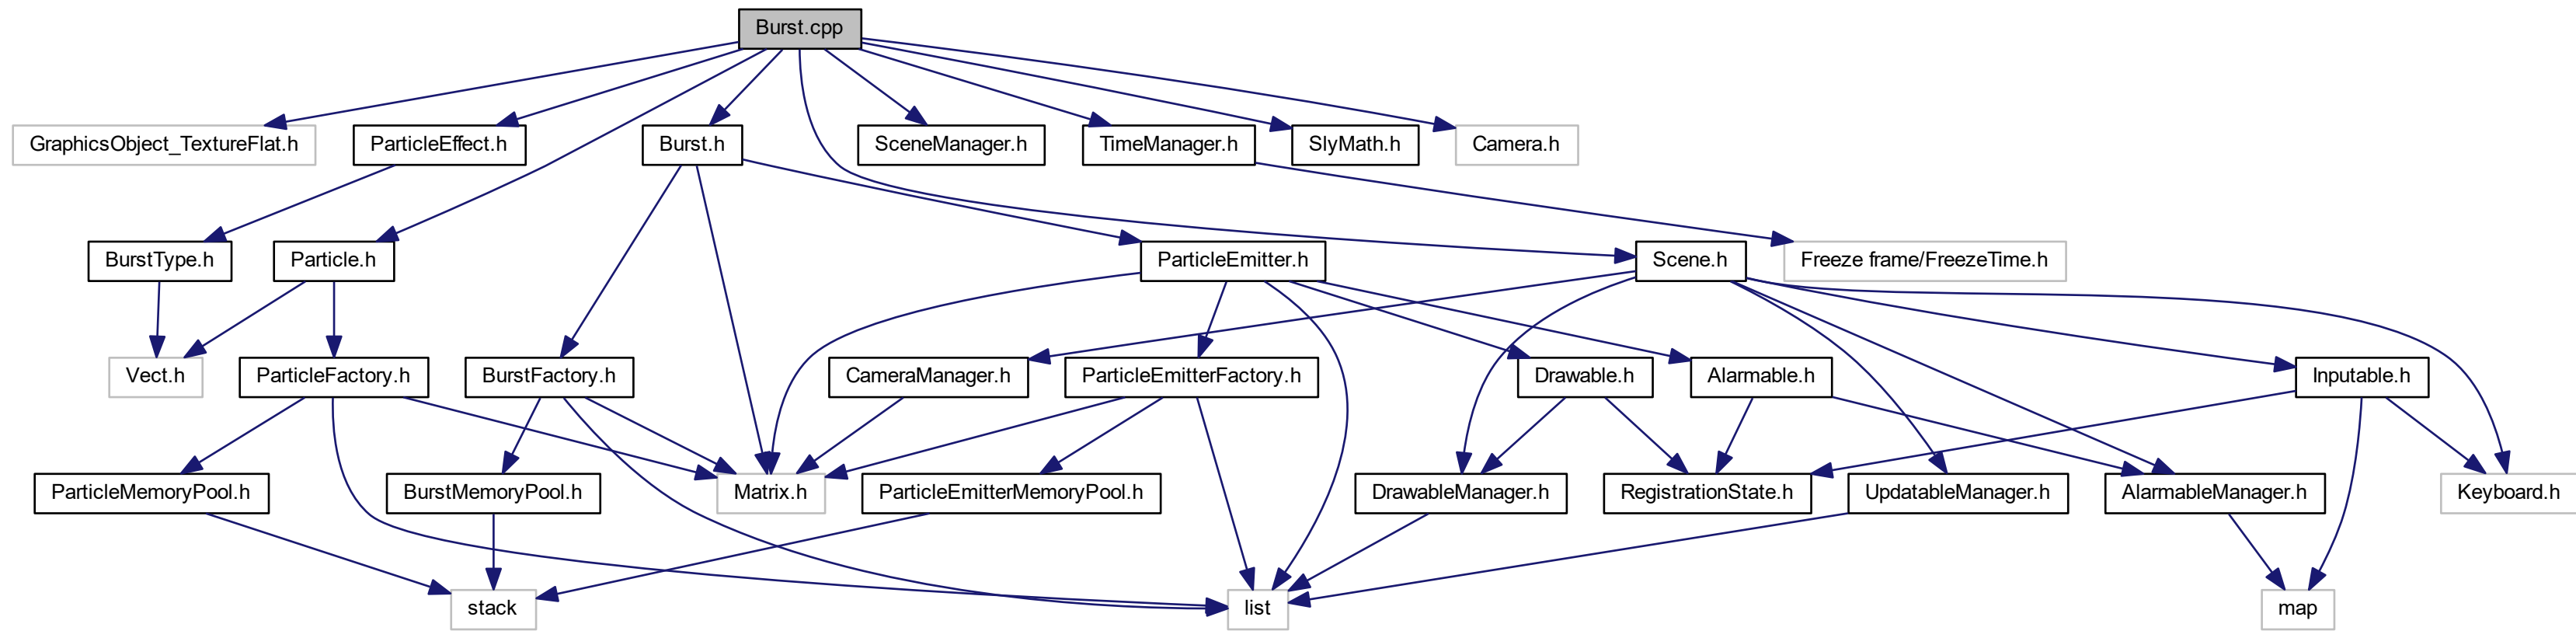 Burst.cpp
GraphicsObject_TextureFlat.h
ParticleEffect.h
Burst.h
SceneManager.h
TimeManager.h
SlyMath.h
Camera.h
BurstType.h
Particle.h
ParticleEmitter.h
Scene.h
Freeze frame/FreezeTime.h
Vect.h
ParticleFactory.h
BurstFactory.h
CameraManager.h
ParticleEmitterFactory.h
Drawable.h
Alarmable.h
Inputable.h
ParticleMemoryPool.h
BurstMemoryPool.h
Matrix.h
ParticleEmitterMemoryPool.h
DrawableManager.h
RegistrationState.h
UpdatableManager.h
AlarmableManager.h
Keyboard.h
stack
list
map